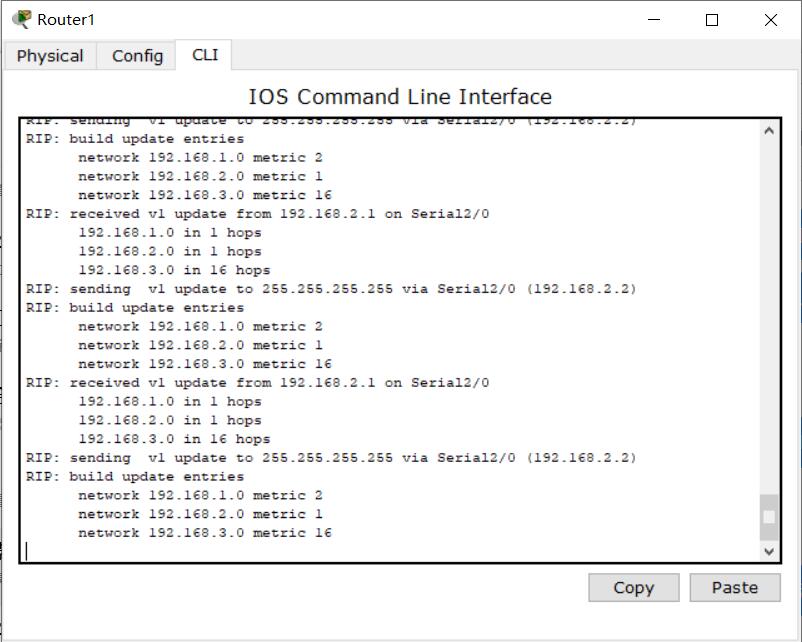 Router1
Physical Config CLI
IOS Command Line Interface
RIP: sending  v1 update to 255.255.255.255 via Serial2/0 (192.168.2.2)
RIP: build update entries
      network 192.168.1.0 metric 2
      network 192.168.2.0 metric 1
      network 192.168.3.0 metric 16
RIP: received v1 update from 192.168.2.1 on Serial2/0
      192.168.1.0 in 1 hops
      192.168.2.0 in 1 hops
      192.168.3.0 in 16 hops
RIP: sending  v1 update to 255.255.255.255 via Serial2/0 (192.168.2.2)
RIP: build update entries
      network 192.168.1.0 metric 2
      network 192.168.2.0 metric 1
      network 192.168.3.0 metric 16
RIP: received v1 update from 192.168.2.1 on Serial2/0
      192.168.1.0 in 1 hops
      192.168.2.0 in 1 hops
      192.168.3.0 in 16 hops
RIP: sending  v1 update to 255.255.255.255 via Serial2/0 (192.168.2.2)
RIP: build update entries
      network 192.168.1.0 metric 2
      network 192.168.2.0 metric 1
      network 192.168.3.0 metric 16
Copy Paste